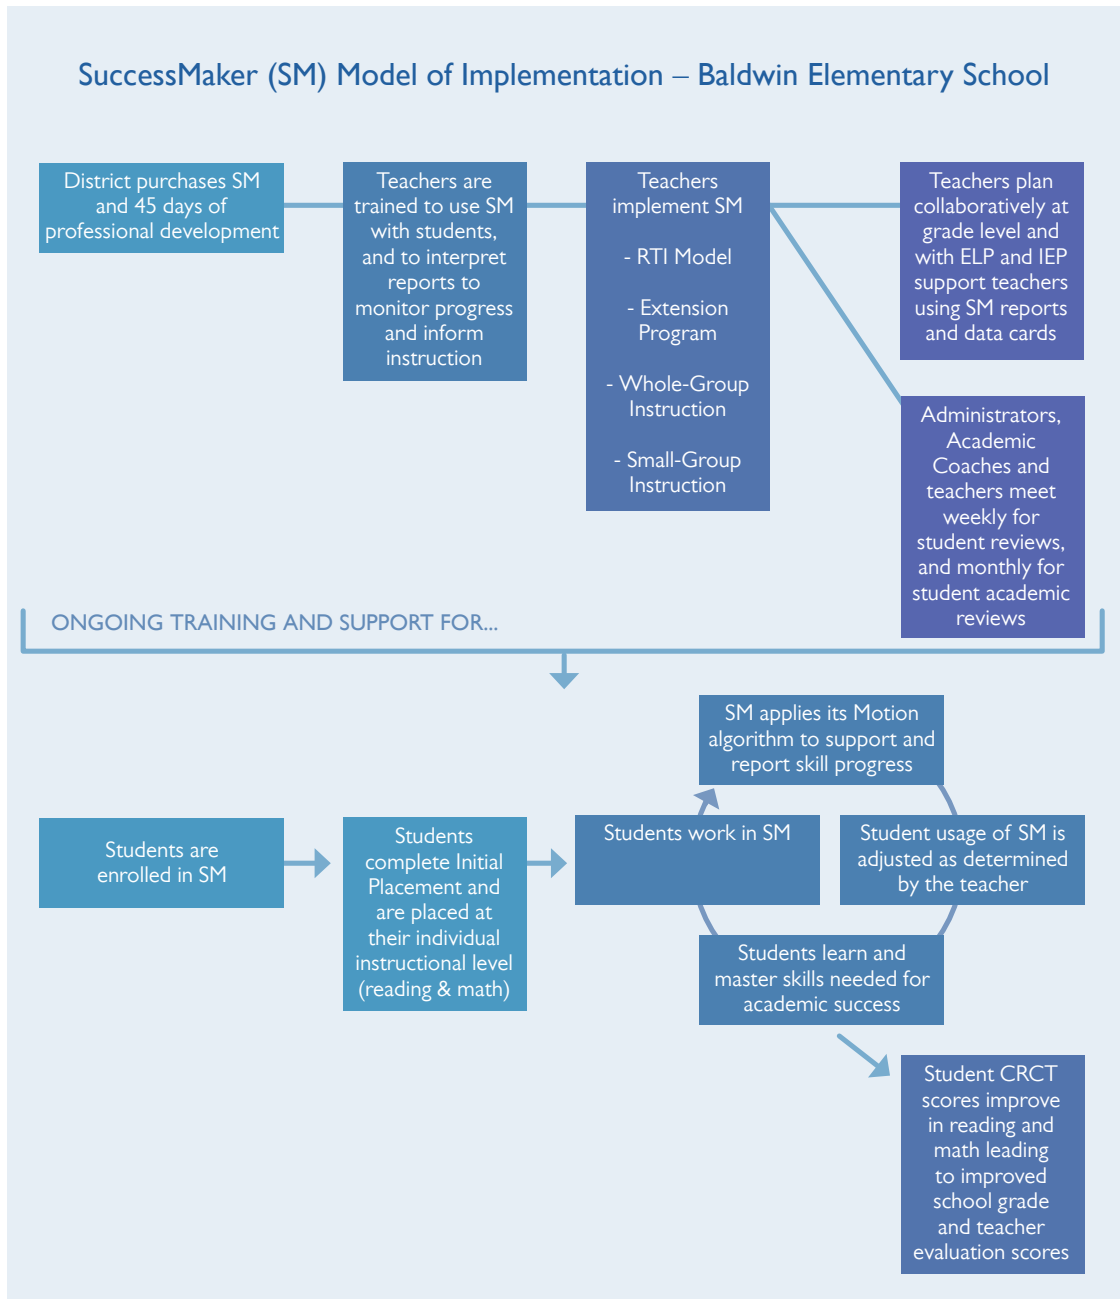 SuccessMaker (SM) Model of Implementation – Baldwin Elementary School
District purchases SM
and 45 days of
professional development
Teachers are
trained to use SM
with students,
and to interpret
reports to
monitor progress
and inform
instruction
Teachers
implement SM
- RTI Model
- Extension
Program
- Whole-Group
Instruction
- Small-Group
Instruction
Teachers plan
collaboratively at
grade level and
with ELP and IEP
support teachers
using SM reports
and data cards
Administrators,
Academic
Coaches and
teachers meet
weekly for
student reviews,
and monthly for
student academic
reviews
ONGOING TRAINING AND SUPPORT FOR...
Students are
enrolled in SM
Students
complete Initial
Placement and
are placed at
their individual
instructional level
(reading & math)
Students work in SM
SM applies its Motion
algorithm to support and
report skill progress
Student usage of SM is
adjusted as determined
by the teacher
Students learn and
master skills needed for
academic success
Student CRCT
scores improve
in reading and
math leading
to improved
school grade
and teacher
evaluation scores